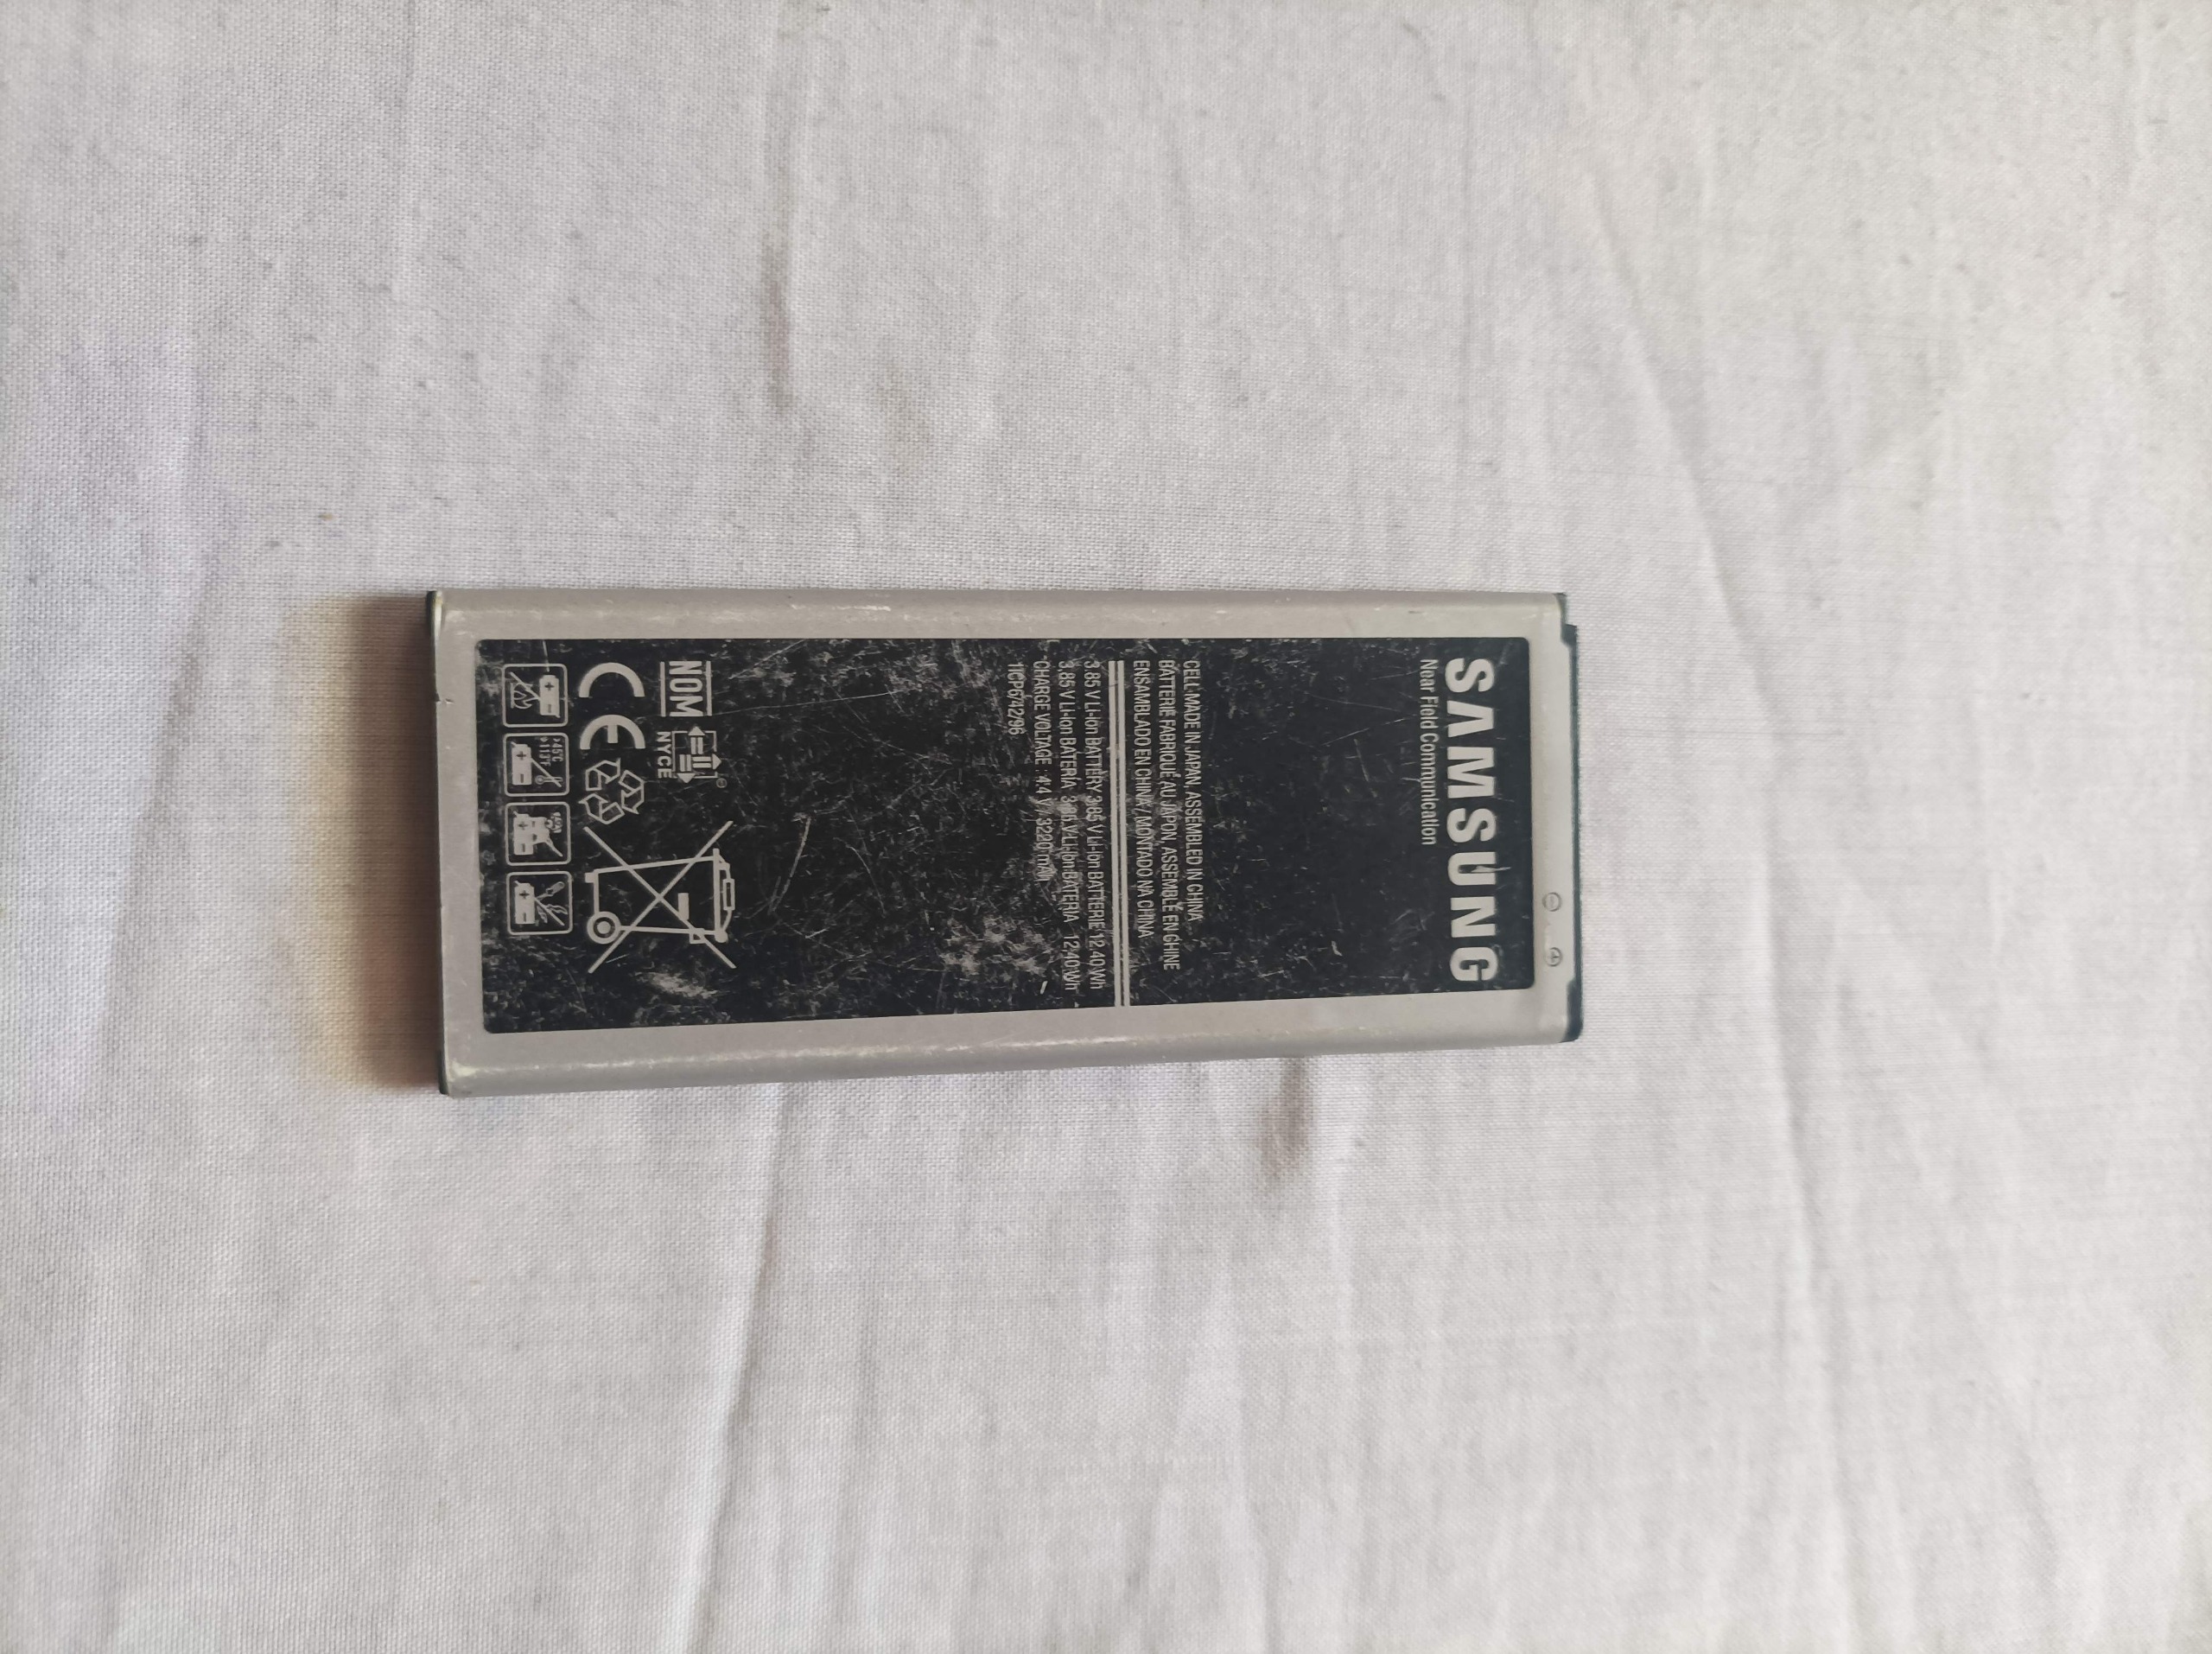 SAMSUNG
Near Field Communication
CELL MADE IN JAPAN, ASSEMBLED IN CHINA
BATTERIE FABRIQUÉ AU JAPON, ASSEMBLÉ EN CHINE
ENSAMBLADO EN CHINA / MONTADO NA CHINA
3.85 V Li-ion BATTERY 3.85 V Li-ion BATTERIE 12.40Wh
3.85 V Li-ion BATERÍA 3.85 V Li-ion BATERIA 12.40Wh
CHARGE VOLTAGE : 4.4 V / 3220 mAh
1ICP6/42/96
NOM NYCE ®
CE
>45°C
>113°F